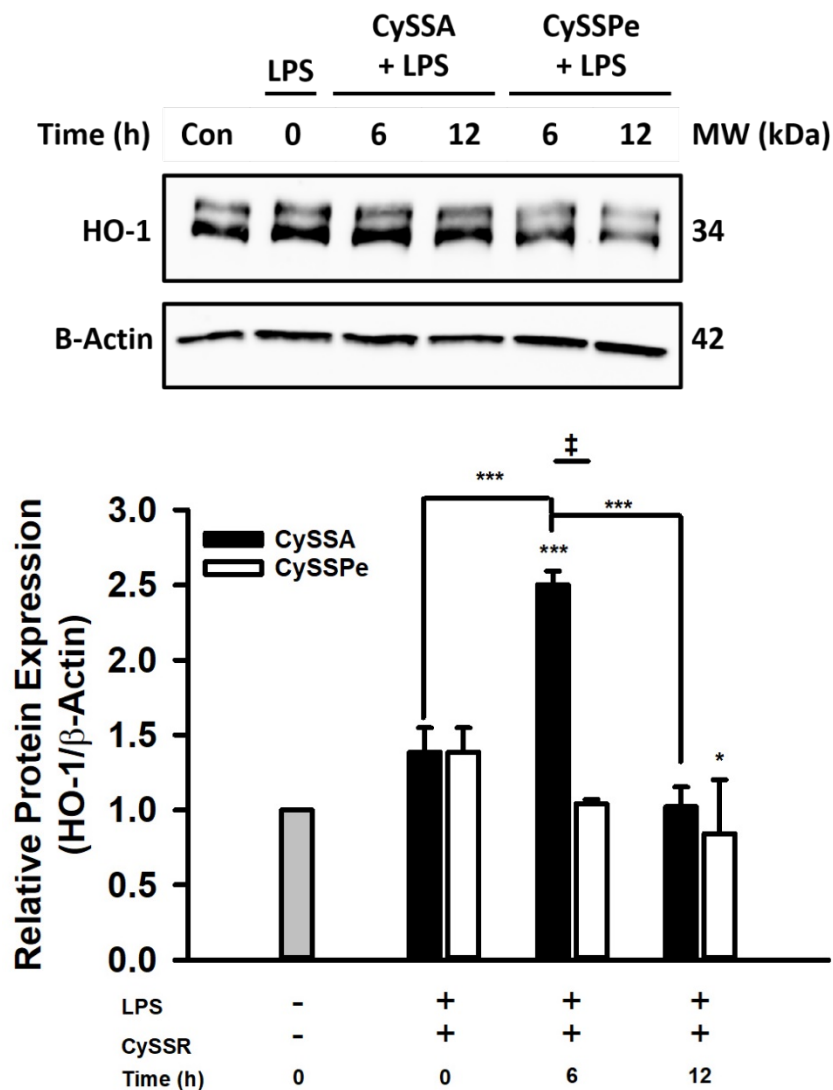 CySSA CySSPe
LPS + LPS + LPS
Time (h) Con 0 6 12 6 12 MW (kDa)
HO-1 34
B-Actin 42
‡
*** ***
3.0
CySSA
CySSPe
***
2.5
2.0
1.5
*
1.0
0.5
0.0
Relative Protein Expression
(HO-1/β-Actin)
LPS - + + +
CySSR - + + +
Time (h) 0 0 6 12